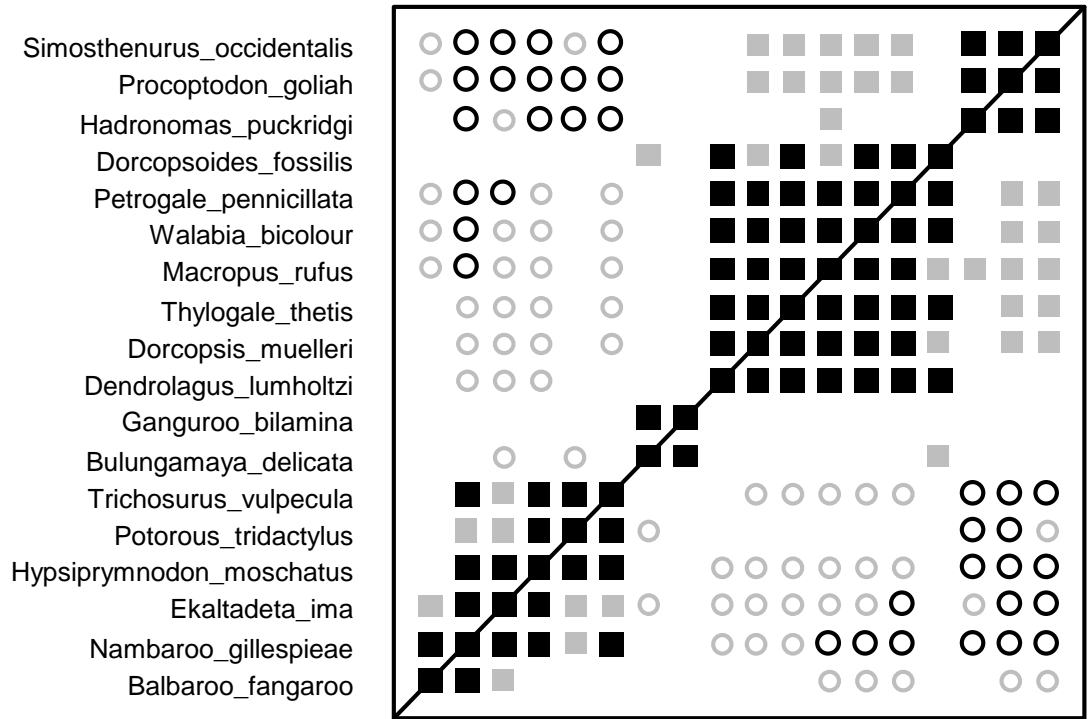 Simosthenurus_occidentalis
Procoptodon_goliah
Hadronomas_puckridgi
Dorcopsoides_fossilis
Petrogale_pennicillata
Walabia_bicolour
Macropus_rufus
Thylogale_thetis
Dorcopsis_muelleri
Dendrolagus_lumholtzi
Ganguroo_bilamina
Bulungamaya_delicata
Trichosurus_vulpecula
Potorous_tridactylus
Hypsiprymnodon_moschatus
Ekaltadeta_ima
Nambaroo_gillespieae
Balbaroo_fangaroo